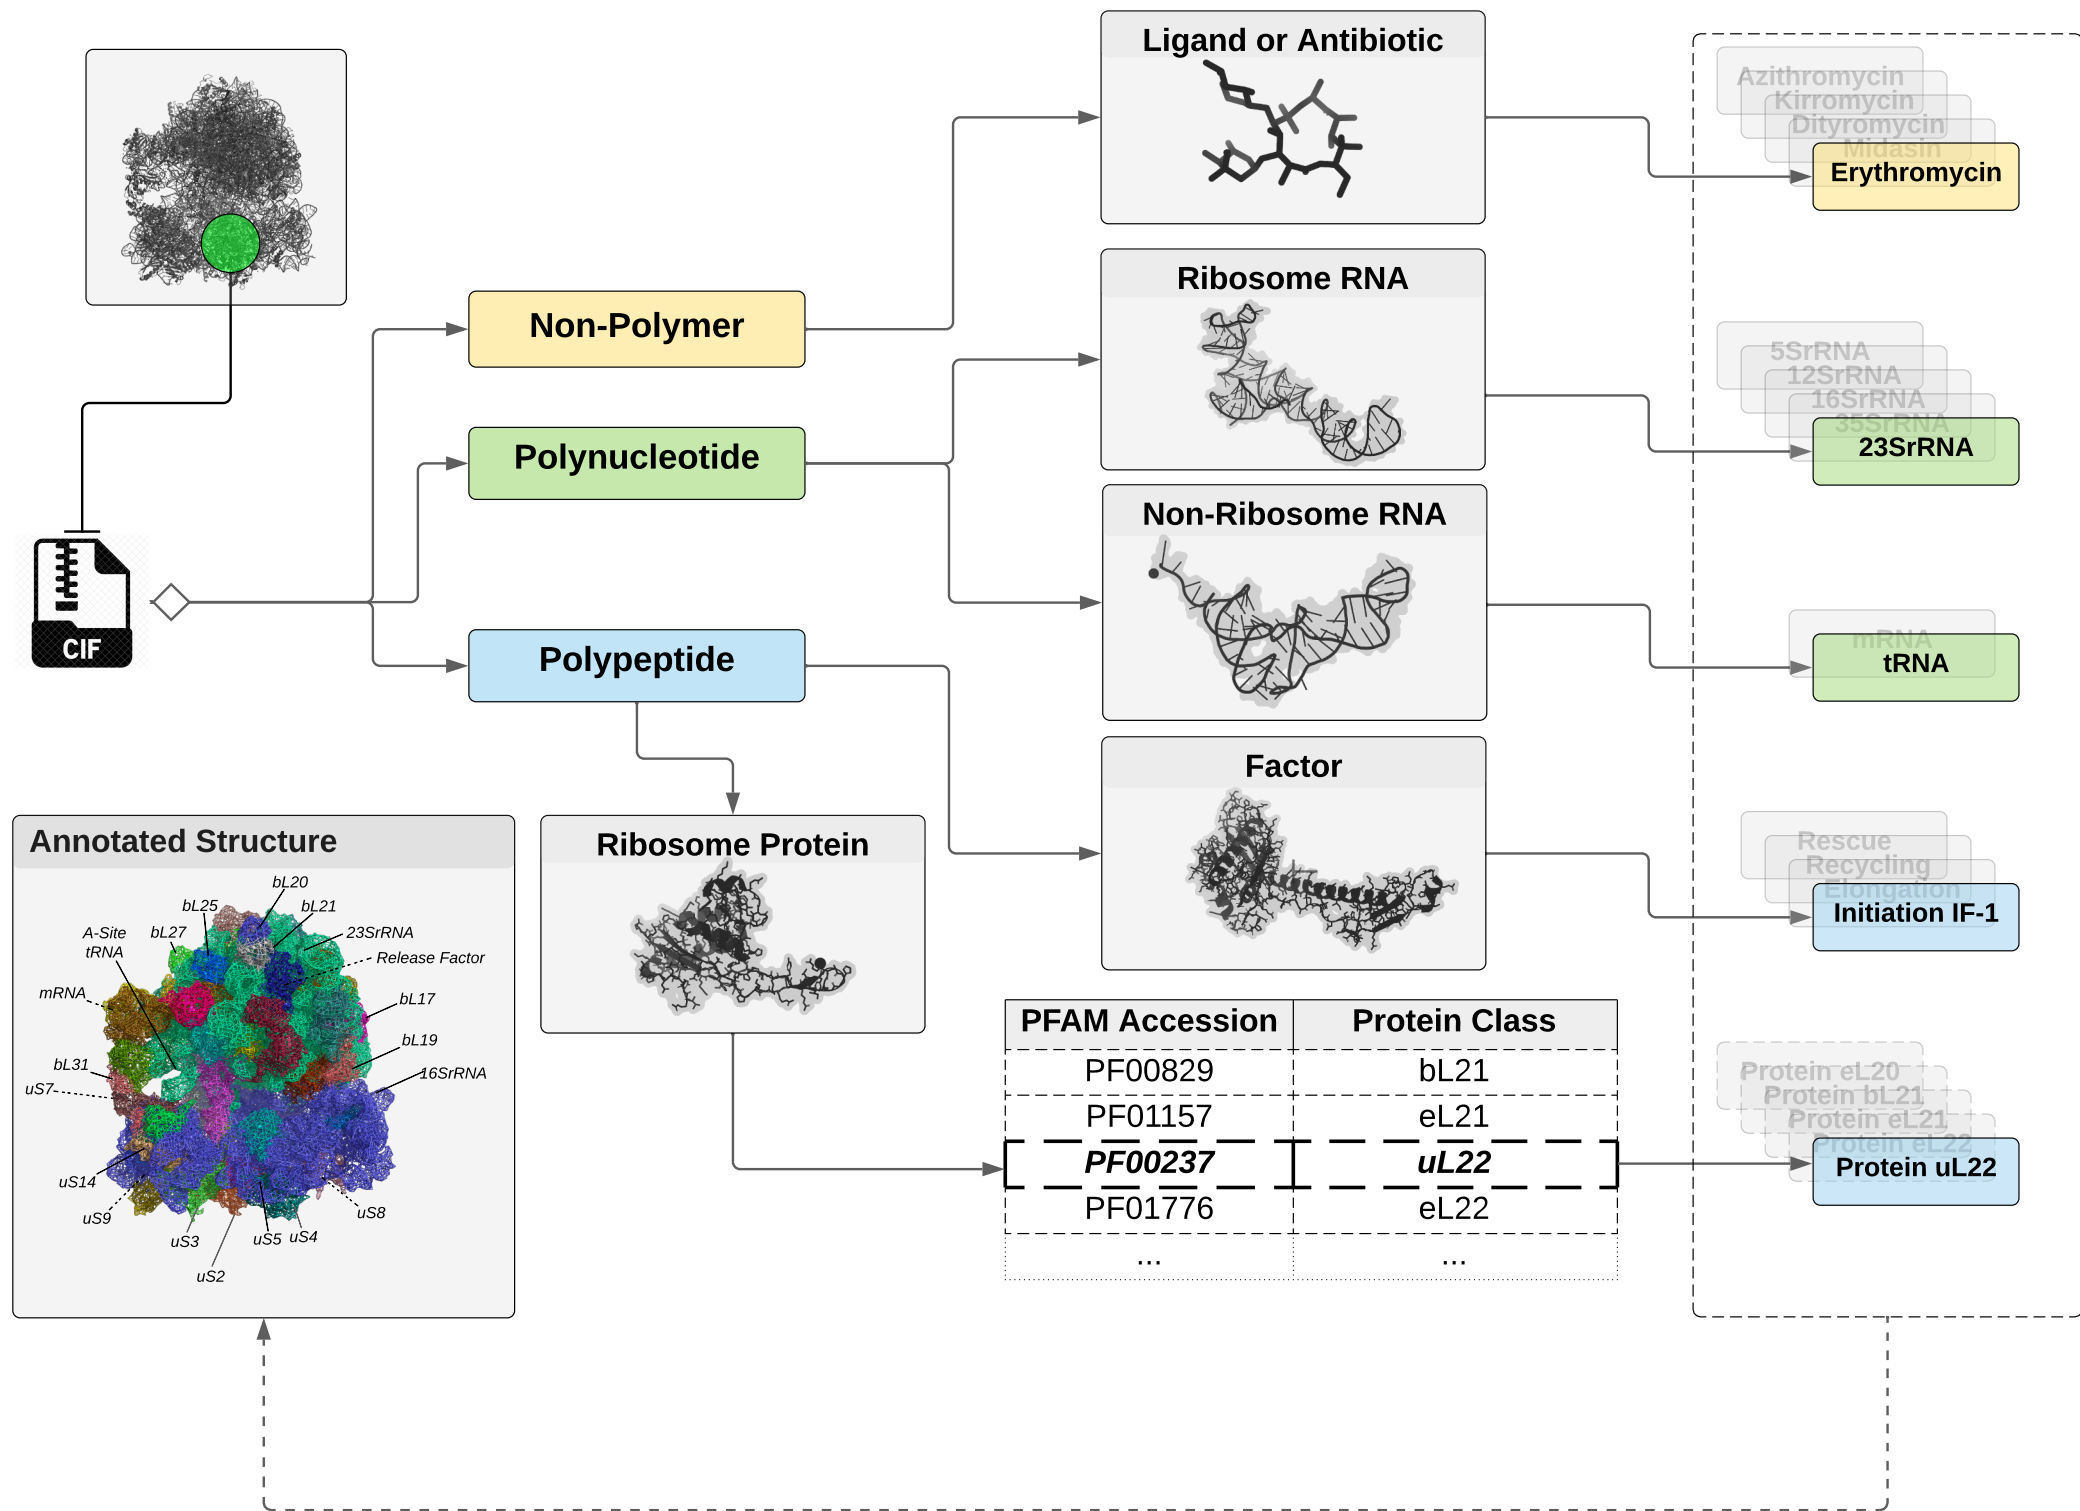 Ligand or Antibiotic
Azithromycin
Kirromycin
Dityromycin
Midasin
Erythromycin
Ribosome RNA
Non-Polymer
5SrRNA
12SrRNA
16SrRNA
35SrRNA
23SrRNA
Polynucleotide
Non-Ribosome RNA
CIF
Polypeptide
mRNA
tRNA
Factor
Rescue
Recycling
Elongation
Initiation IF-1
Annotated Structure
bL20
bL25
bL21
A-Site
tRNA
bL27
23SrRNA
Release Factor
mRNA
bL17
bL19
bL31
16SrRNA
uS7
uS14
uS9
uS8
uS3
uS5
uS4
uS2
Ribosome Protein
PFAM Accession Protein Class
PF00829 bL21
PF01157 eL21
PF00237 uL22
PF01776 eL22
... ...
Protein eL20
Protein bL21
Protein eL21
Protein eL22
Protein uL22